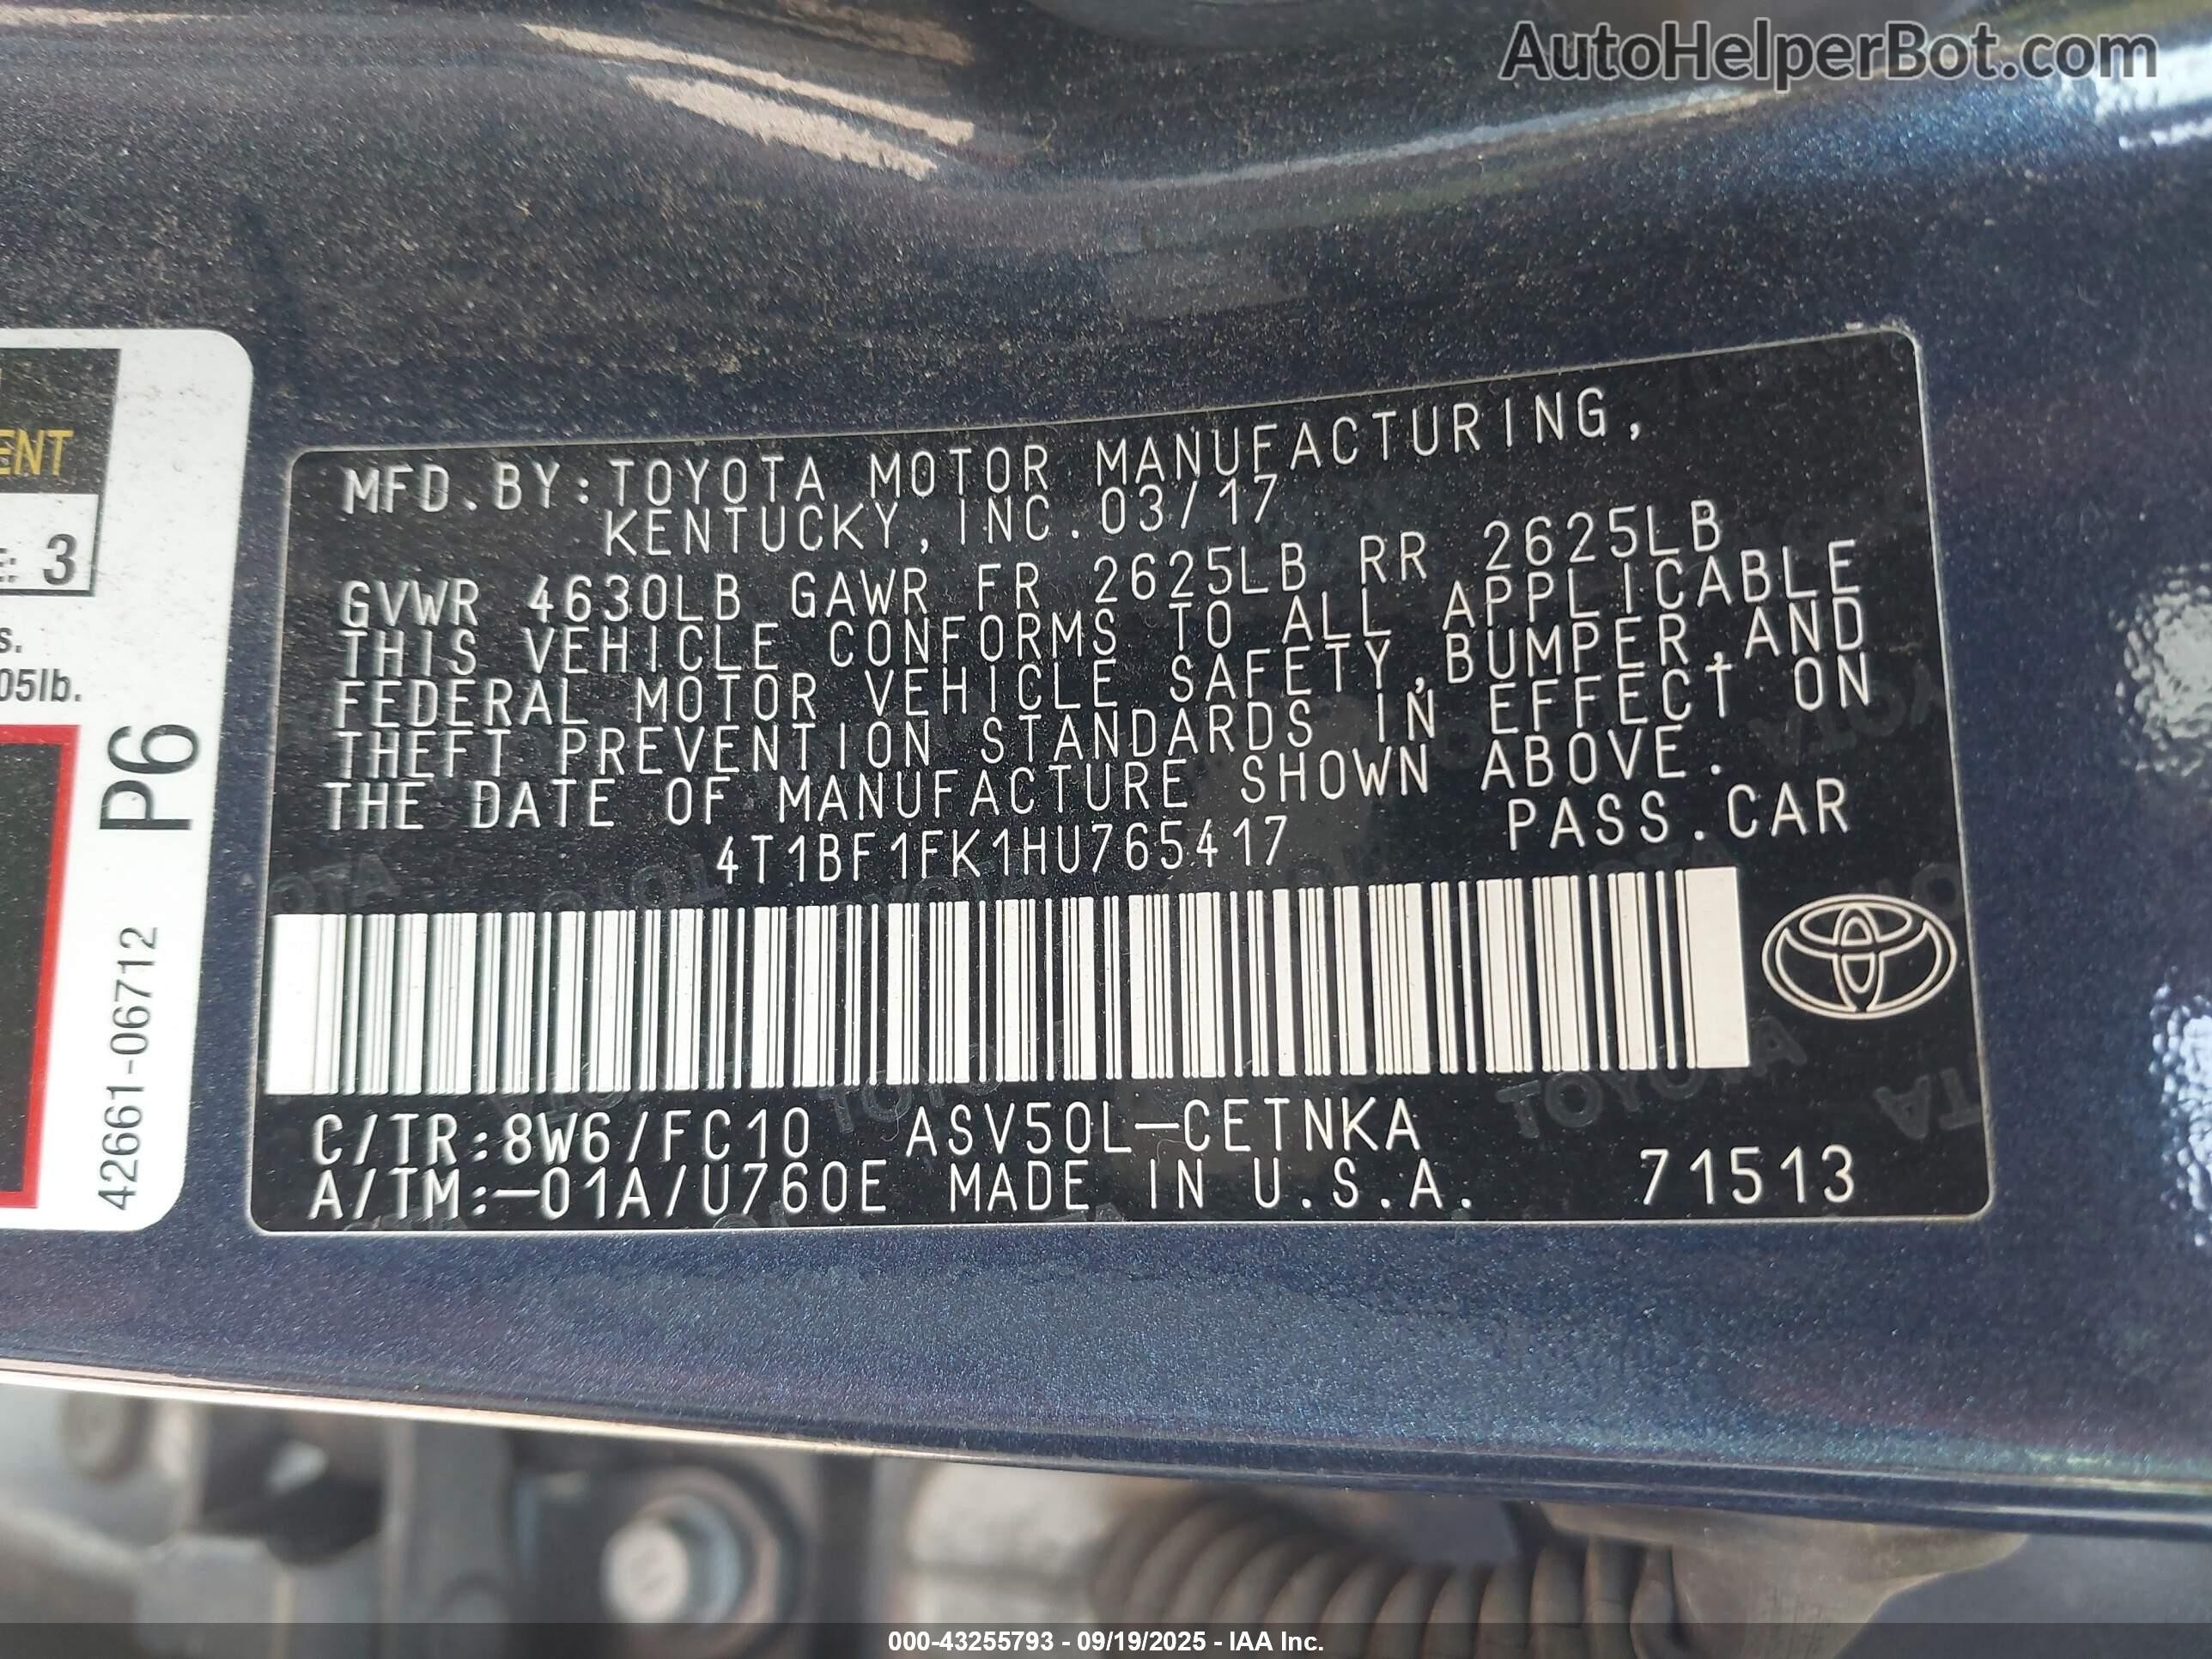 AutoHelperBot.com
ENT
3
05lb.
P6
42661-06712
MFD.BY:TOYOTA MOTOR MANUFACTURING,
KENTUCKY,INC.03/17
GVWR 4630LB GAWR FR 2625LB RR 2625LB
THIS VEHICLE CONFORMS TO ALL APPLICABLE
FEDERAL MOTOR VEHICLE SAFETY,BUMPER,AND
THEFT PREVENTION STANDARDS IN EFFECT ON
THE DATE OF MANUFACTURE SHOWN ABOVE.
4T1BF1FK1HU765417 PASS.CAR
C/TR:8W6/FC10 ASV50L-CETNKA
A/TM:-01A/U760E MADE IN U.S.A. 71513
000-43255793 - 09/19/2025 - IAA Inc.